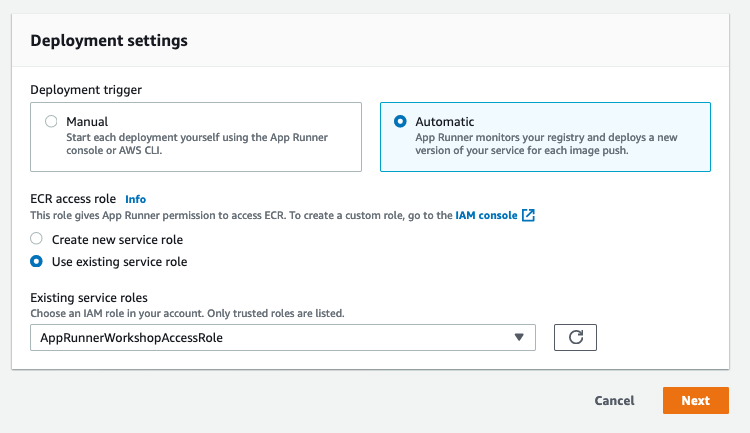 Deployment settings
Deployment trigger
Manual
Start each deployment yourself using the App Runner
console or AWS CLI.
Automatic
App Runner monitors your registry and deploys a new
version of your service for each image push.
ECR access role Info
This role gives App Runner permission to access ECR. To create a custom role, go to the IAM console
Create new service role
Use existing service role
Existing service roles
Choose an IAM role in your account. Only trusted roles are listed.
AppRunnerWorkshopAccessRole
Cancel Next